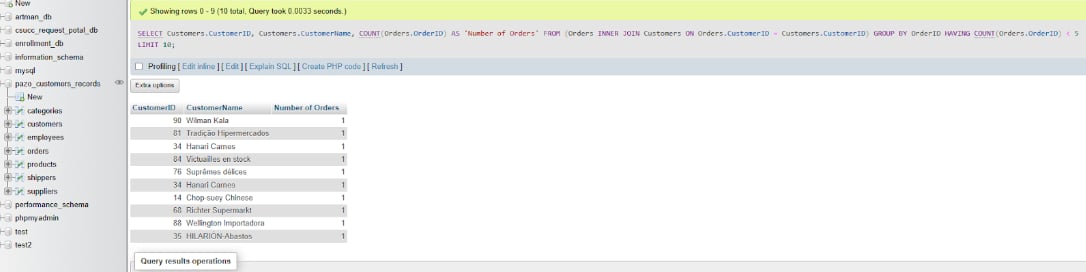 New
artman_db
csucc_request_potal_db
enrollment_db
information_schema
mysql
pazo_customers_records
New
categories
customers
employees
orders
products
shippers
suppliers
performance_schema
phpmyadmin
test
test2
Showing rows 0 - 9 (10 total, Query took 0.0033 seconds.)
SELECT Customers.CustomerID, Customers.CustomerName, COUNT(Orders.OrderID) AS 'Number of Orders' FROM (Orders INNER JOIN Customers ON Orders.CustomerID = Customers.CustomerID) GROUP BY OrderID HAVING COUNT(Orders.OrderID) < 5
LIMIT 10;
Profiling [ Edit inline ] [ Edit ] [ Explain SQL ] [ Create PHP code ] [ Refresh ]
Extra options
CustomerID CustomerName Number of Orders
90 Wilman Kala 1
81 Tradição Hipermercados 1
34 Hanari Carnes 1
84 Victuailles en stock 1
76 Suprêmes délices 1
34 Hanari Carnes 1
14 Chop-suey Chinese 1
68 Richter Supermarkt 1
88 Wellington Importadora 1
35 HILARIÓN-Abastos 1
Query results operations